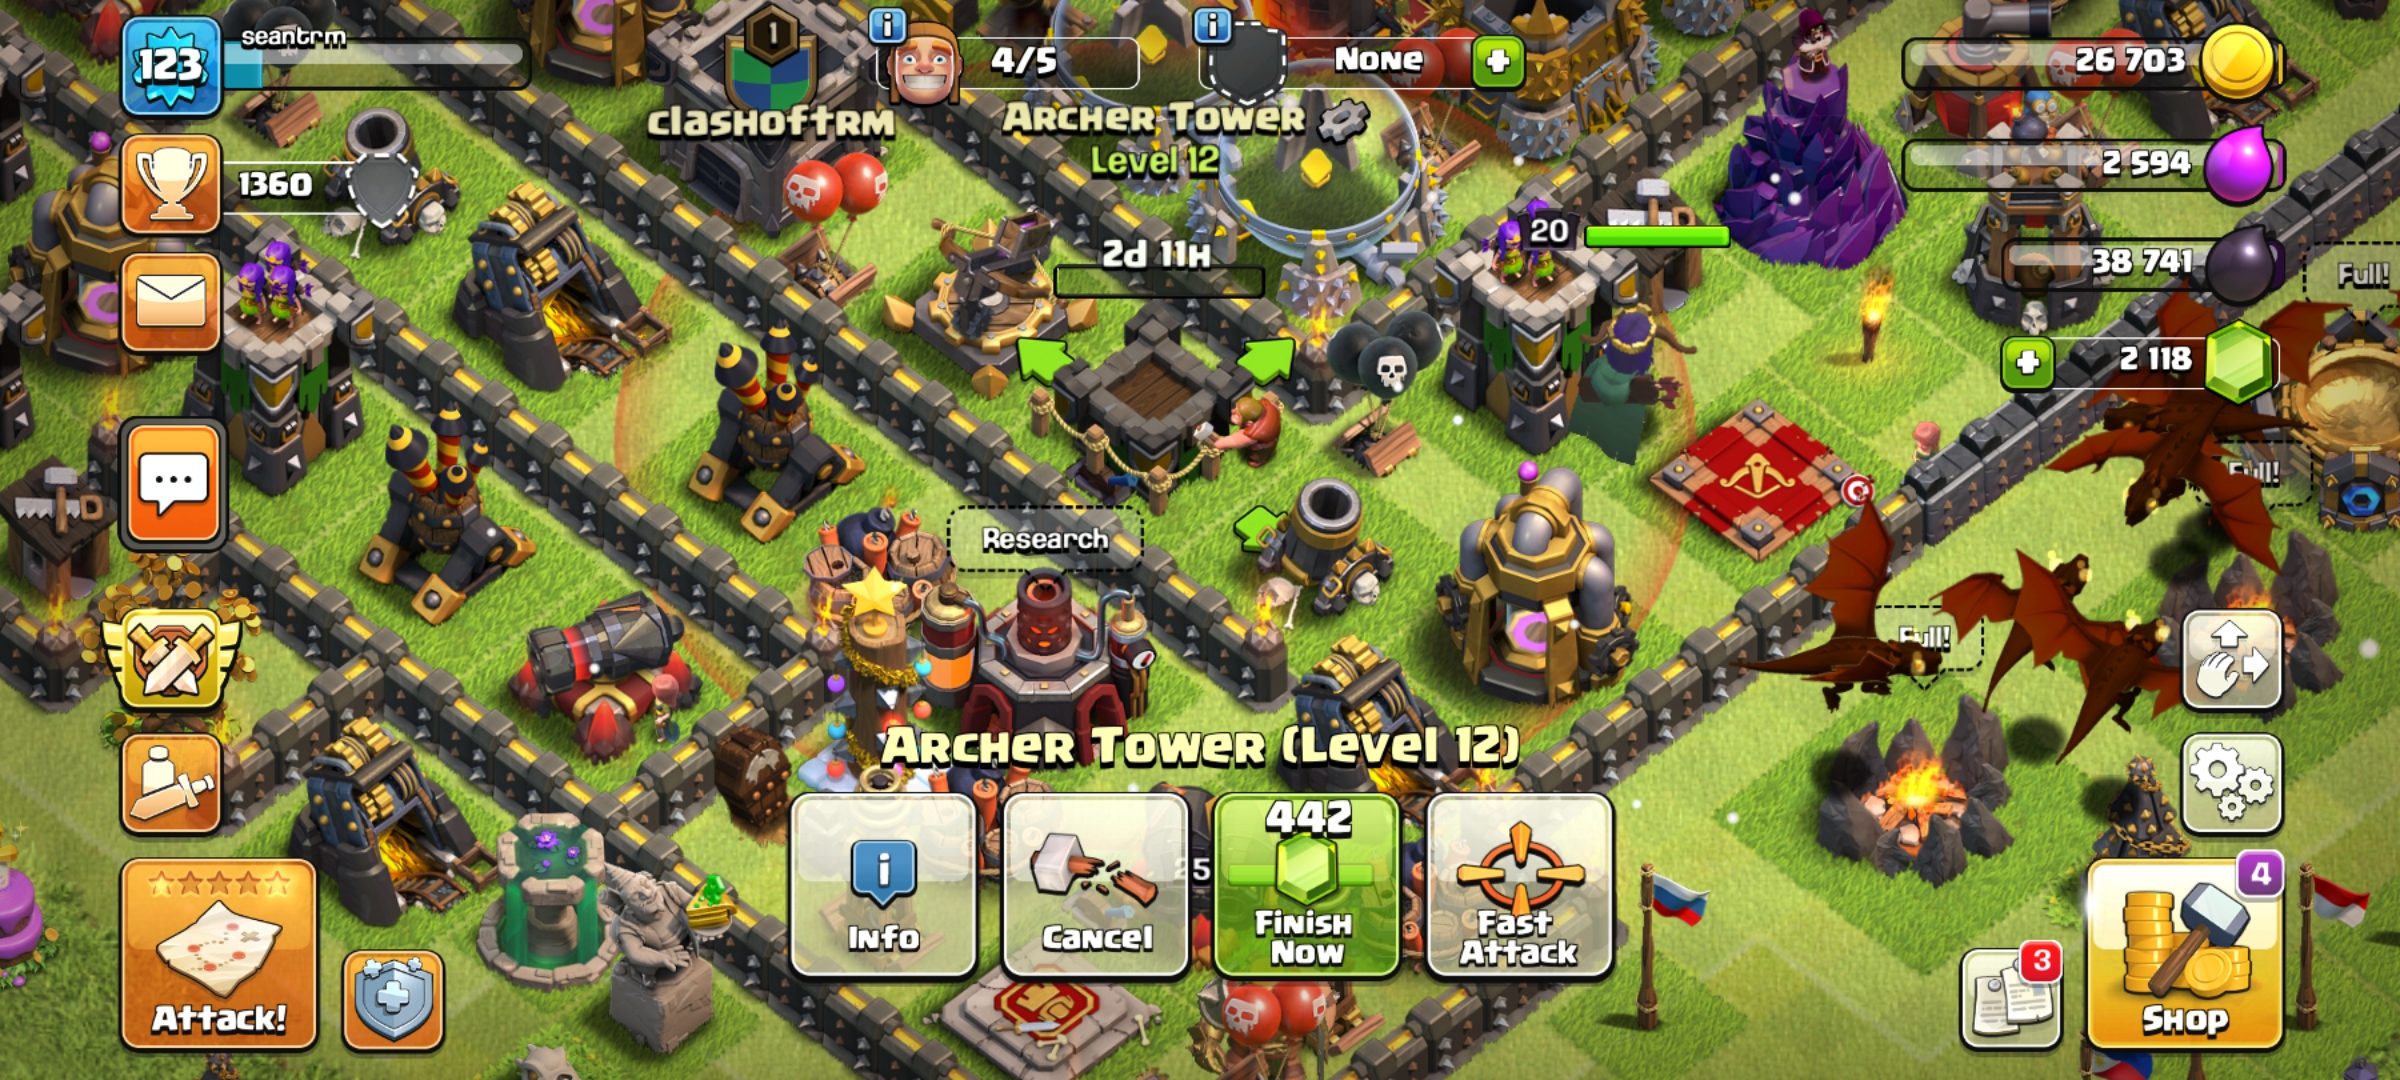 123
seantrm
1
clashoftrm
4/5
None
26 703
Archer Tower
Level 12
2 594
1360
20
2d 11H
38 741
Full!
2 118
Full!
Research
Full!
Archer Tower (Level 12)
442
4
25
Info
Cancel
Finish
Now
Fast
Attack
3
Attack!
Shop